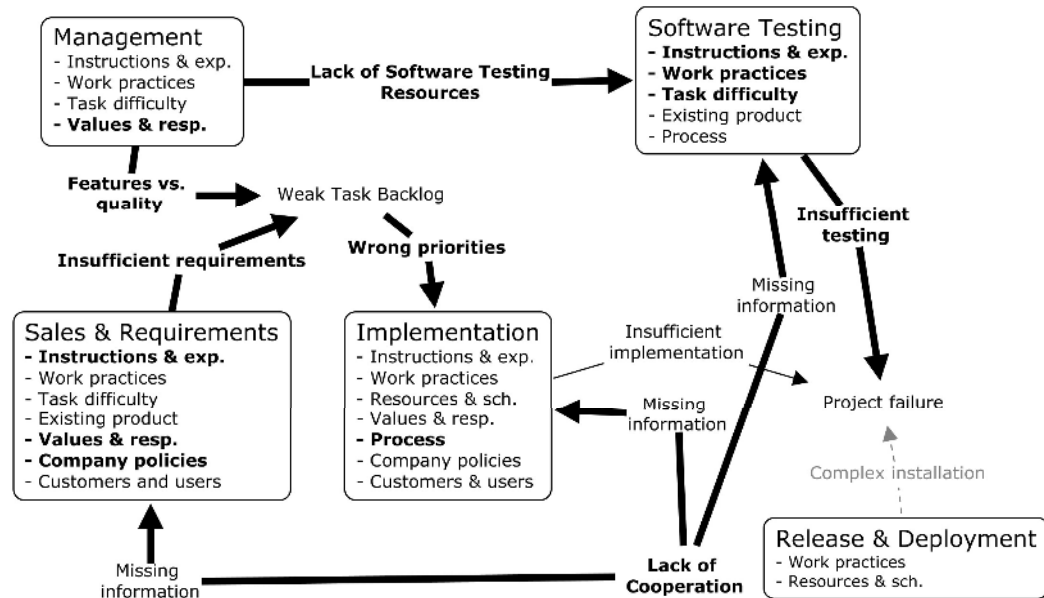 Management
- Instructions & exp.
- Work practices
- Task difficulty
- Values & resp.
Lack of Software Testing
Resources
Software Testing
- Instructions & exp.
- Work practices
- Task difficulty
- Existing product
- Process
Features vs.
quality
Weak Task Backlog
Insufficient requirements
Wrong priorities
Insufficient
testing
Missing
information
Sales & Requirements
- Instructions & exp.
- Work practices
- Task difficulty
- Existing product
- Values & resp.
- Company policies
- Customers and users
Implementation
- Instructions & exp.
- Work practices
- Resources & sch.
- Values & resp.
- Process
- Company policies
- Customers & users
Insufficient
implementation
Missing
information
Project failure
Complex installation
Release & Deployment
- Work practices
- Resources & sch.
Missing
information
Lack of
Cooperation